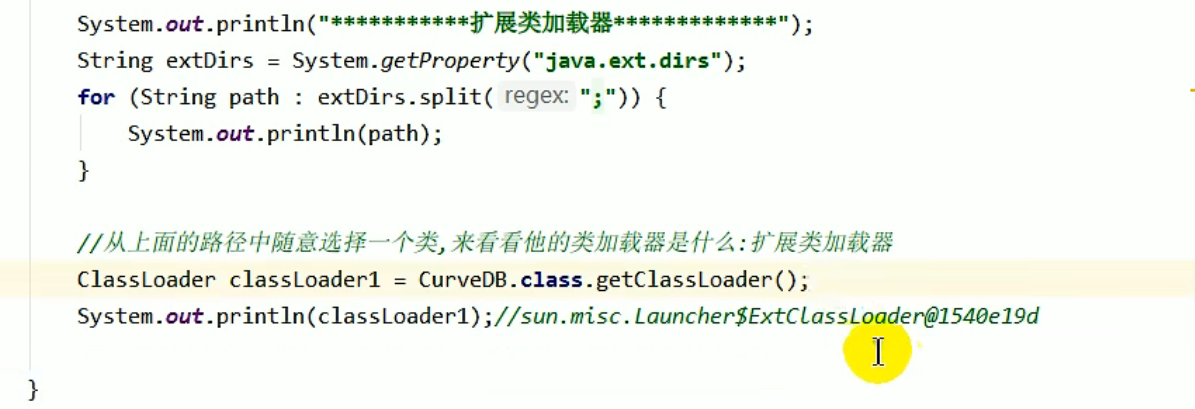 System.out.println("***********扩展类加载器*************");
String extDirs = System.getProperty("java.ext.dirs");
for (String path : extDirs.split( regex: ";")) {
System.out.println(path);
}
//从上面的路径中随意选择一个类,来看看他的类加载器是什么:扩展类加载器
ClassLoader classLoader1 = CurveDB.class.getClassLoader();
System.out.println(classLoader1);//sun.misc.Launcher$ExtClassLoader@1540e19d
}